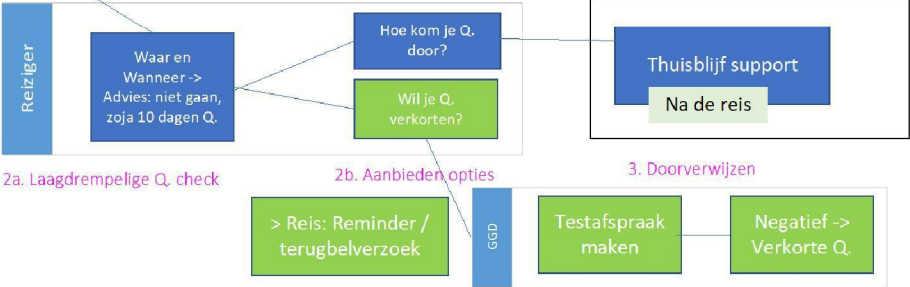 Reiziger
Waar en
Wanneer ->
Advies: niet gaan,
zoja 10 dagen Q.
Hoe kom je Q.
door?
Wil je Q.
verkorten?
Thuisblijf support
Na de reis
2a. Laagdrempelige Q. check
2b. Aanbieden opties
3. Doorverwijzen
> Reis: Reminder /
terugbelverzoek
GGD
Testafspraak
maken
Negatief ->
Verkorte Q.